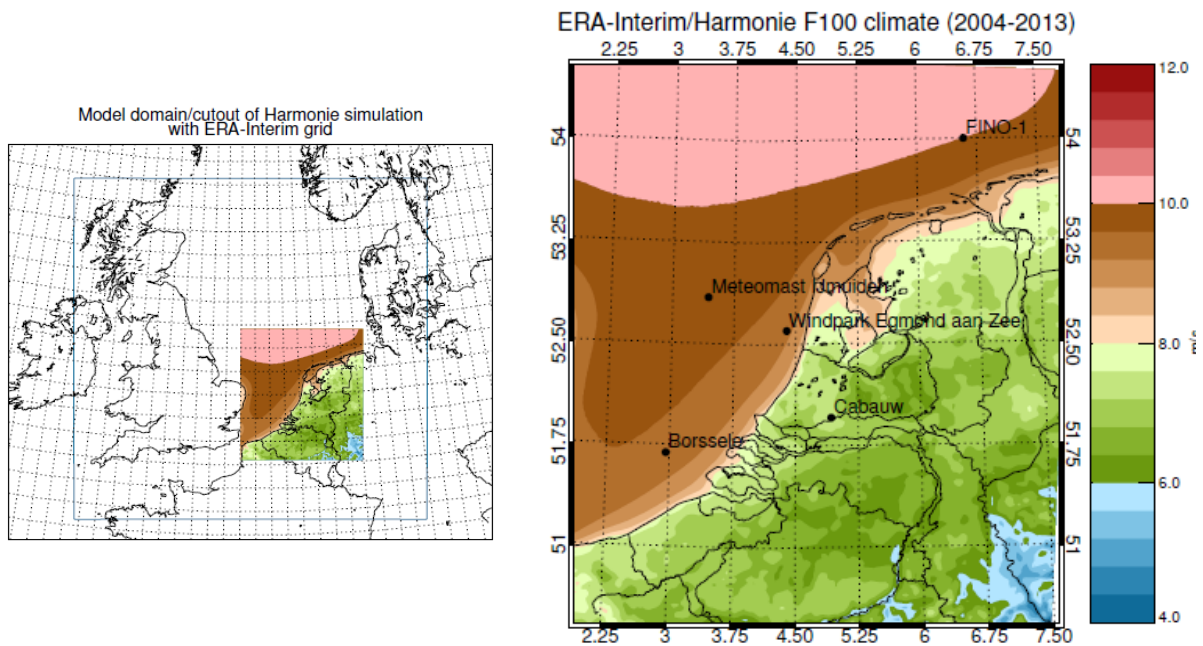 Model domain/cutout of Harmonie simulation
with ERA-Interim grid
ERA-Interim/Harmonie F100 climate (2004-2013)
2.25 3 3.75 4.50 5.25 6 6.75 7.50
12.0
54 FINO-1 54
10.0
53.25 53.25
Meteomast IJmuiden
Windpark Egmond aan Zee
52.50 52.50
8.0
m/s
Cabauw
51.75 Borssele 51.75
6.0
51 51
4.0
2.25 3 3.75 4.50 5.25 6 6.75 7.50